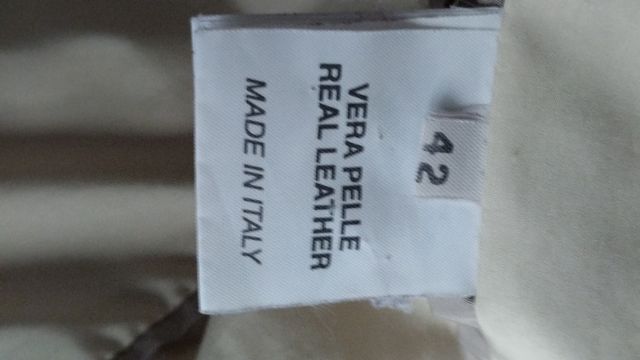 42
VERA PELLE
REAL LEATHER
MADE IN ITALY